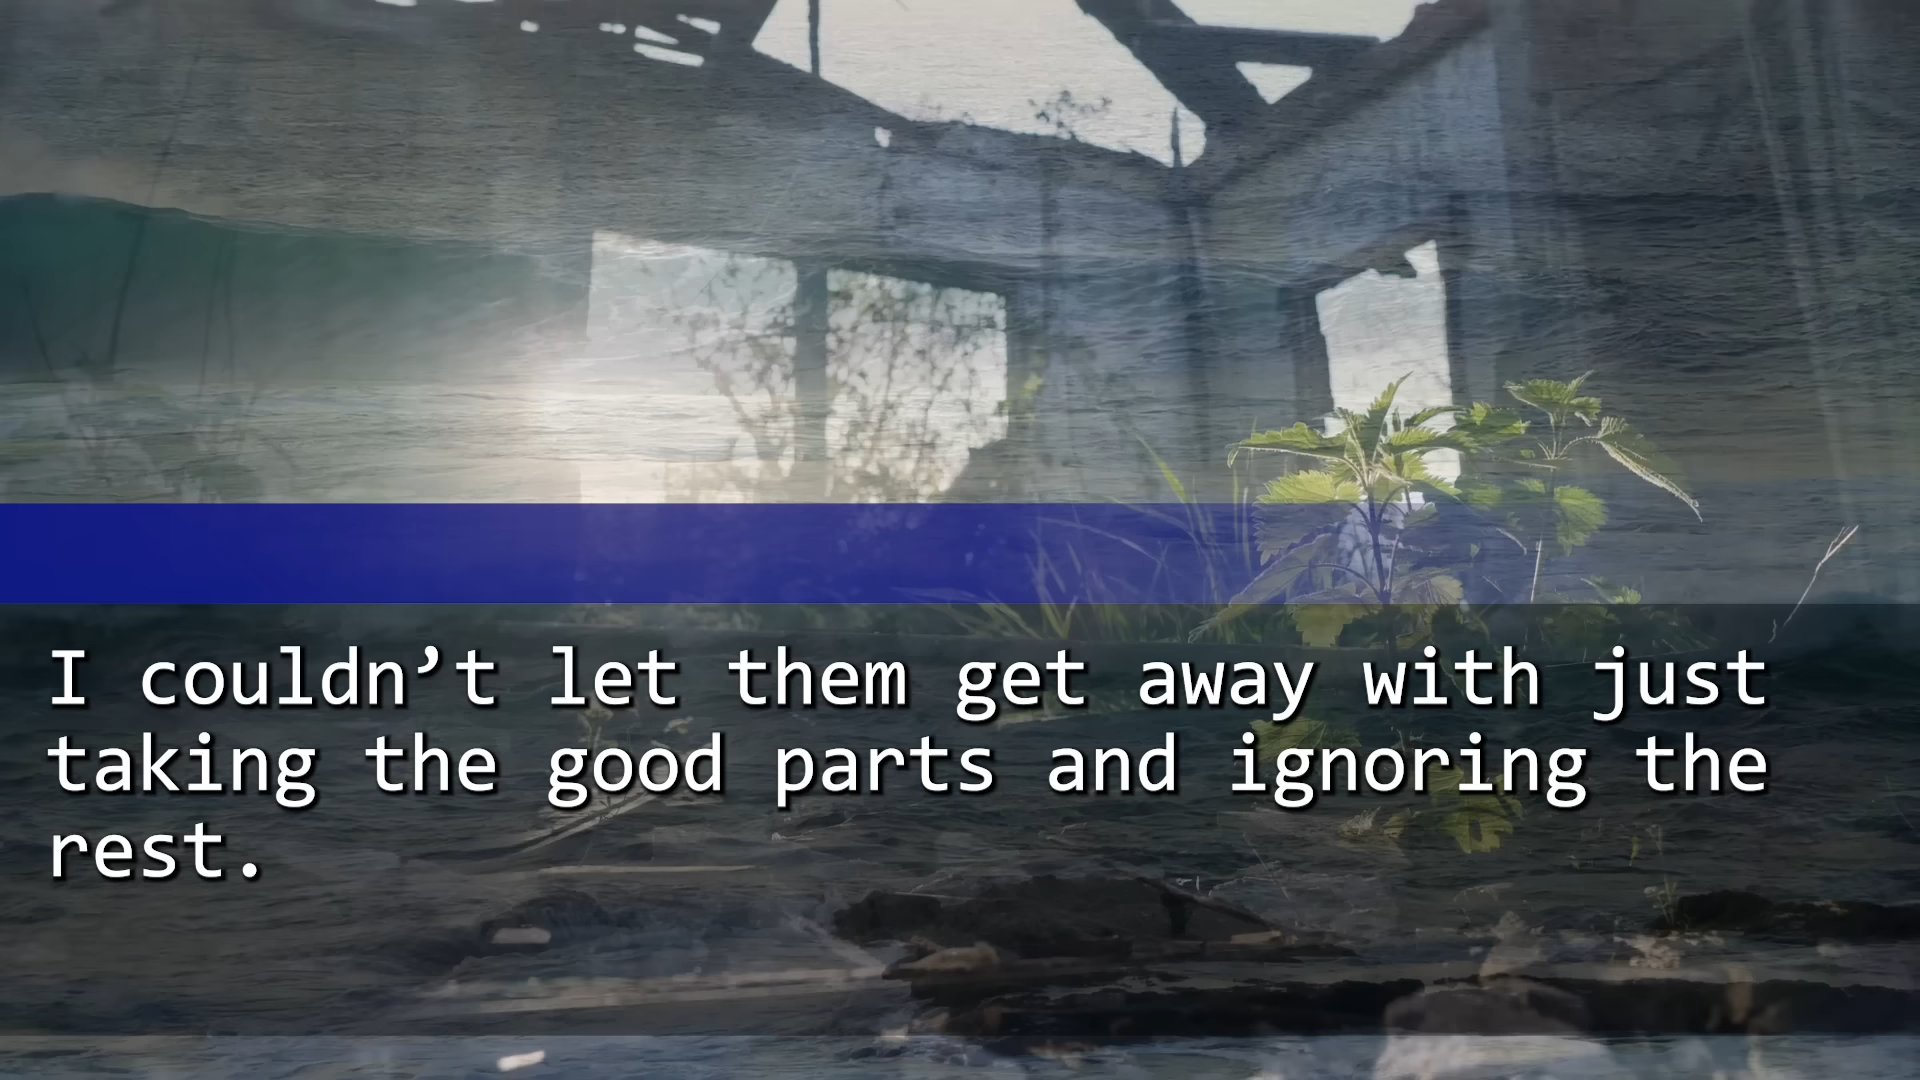 I couldn’t let them get away with just
taking the good parts and ignoring the
rest.